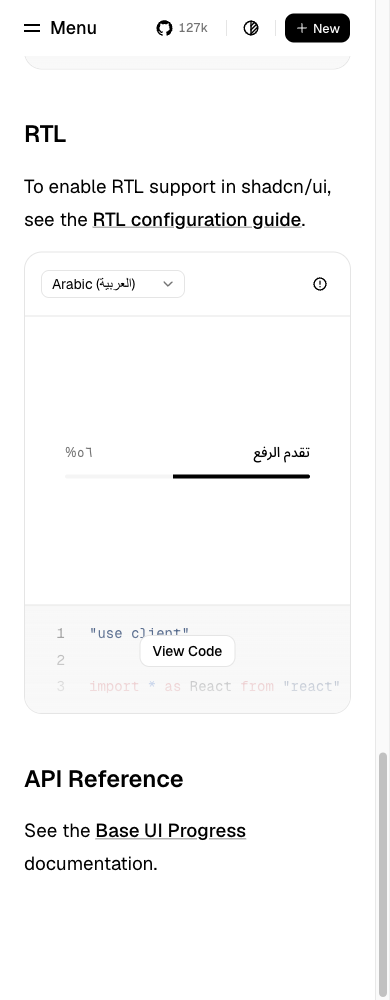 Menu
127k
New
RTL
To enable RTL support in shadcn/ui,
see the RTL configuration guide.
Arabic (العربية)
تقدم الرفع
٥٦%
1 "use client"
2
View Code
3 import * as React from "react"
API Reference
See the Base UI Progress
documentation.